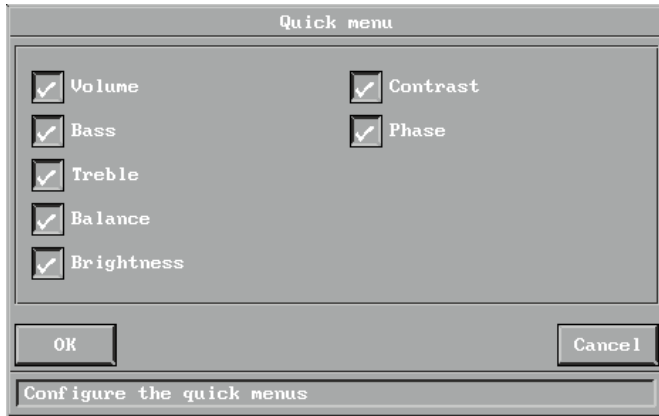 Quick menu
Volume
Bass
Treble
Balance
Brightness
Contrast
Phase
OK
Cancel
Configure the quick menus